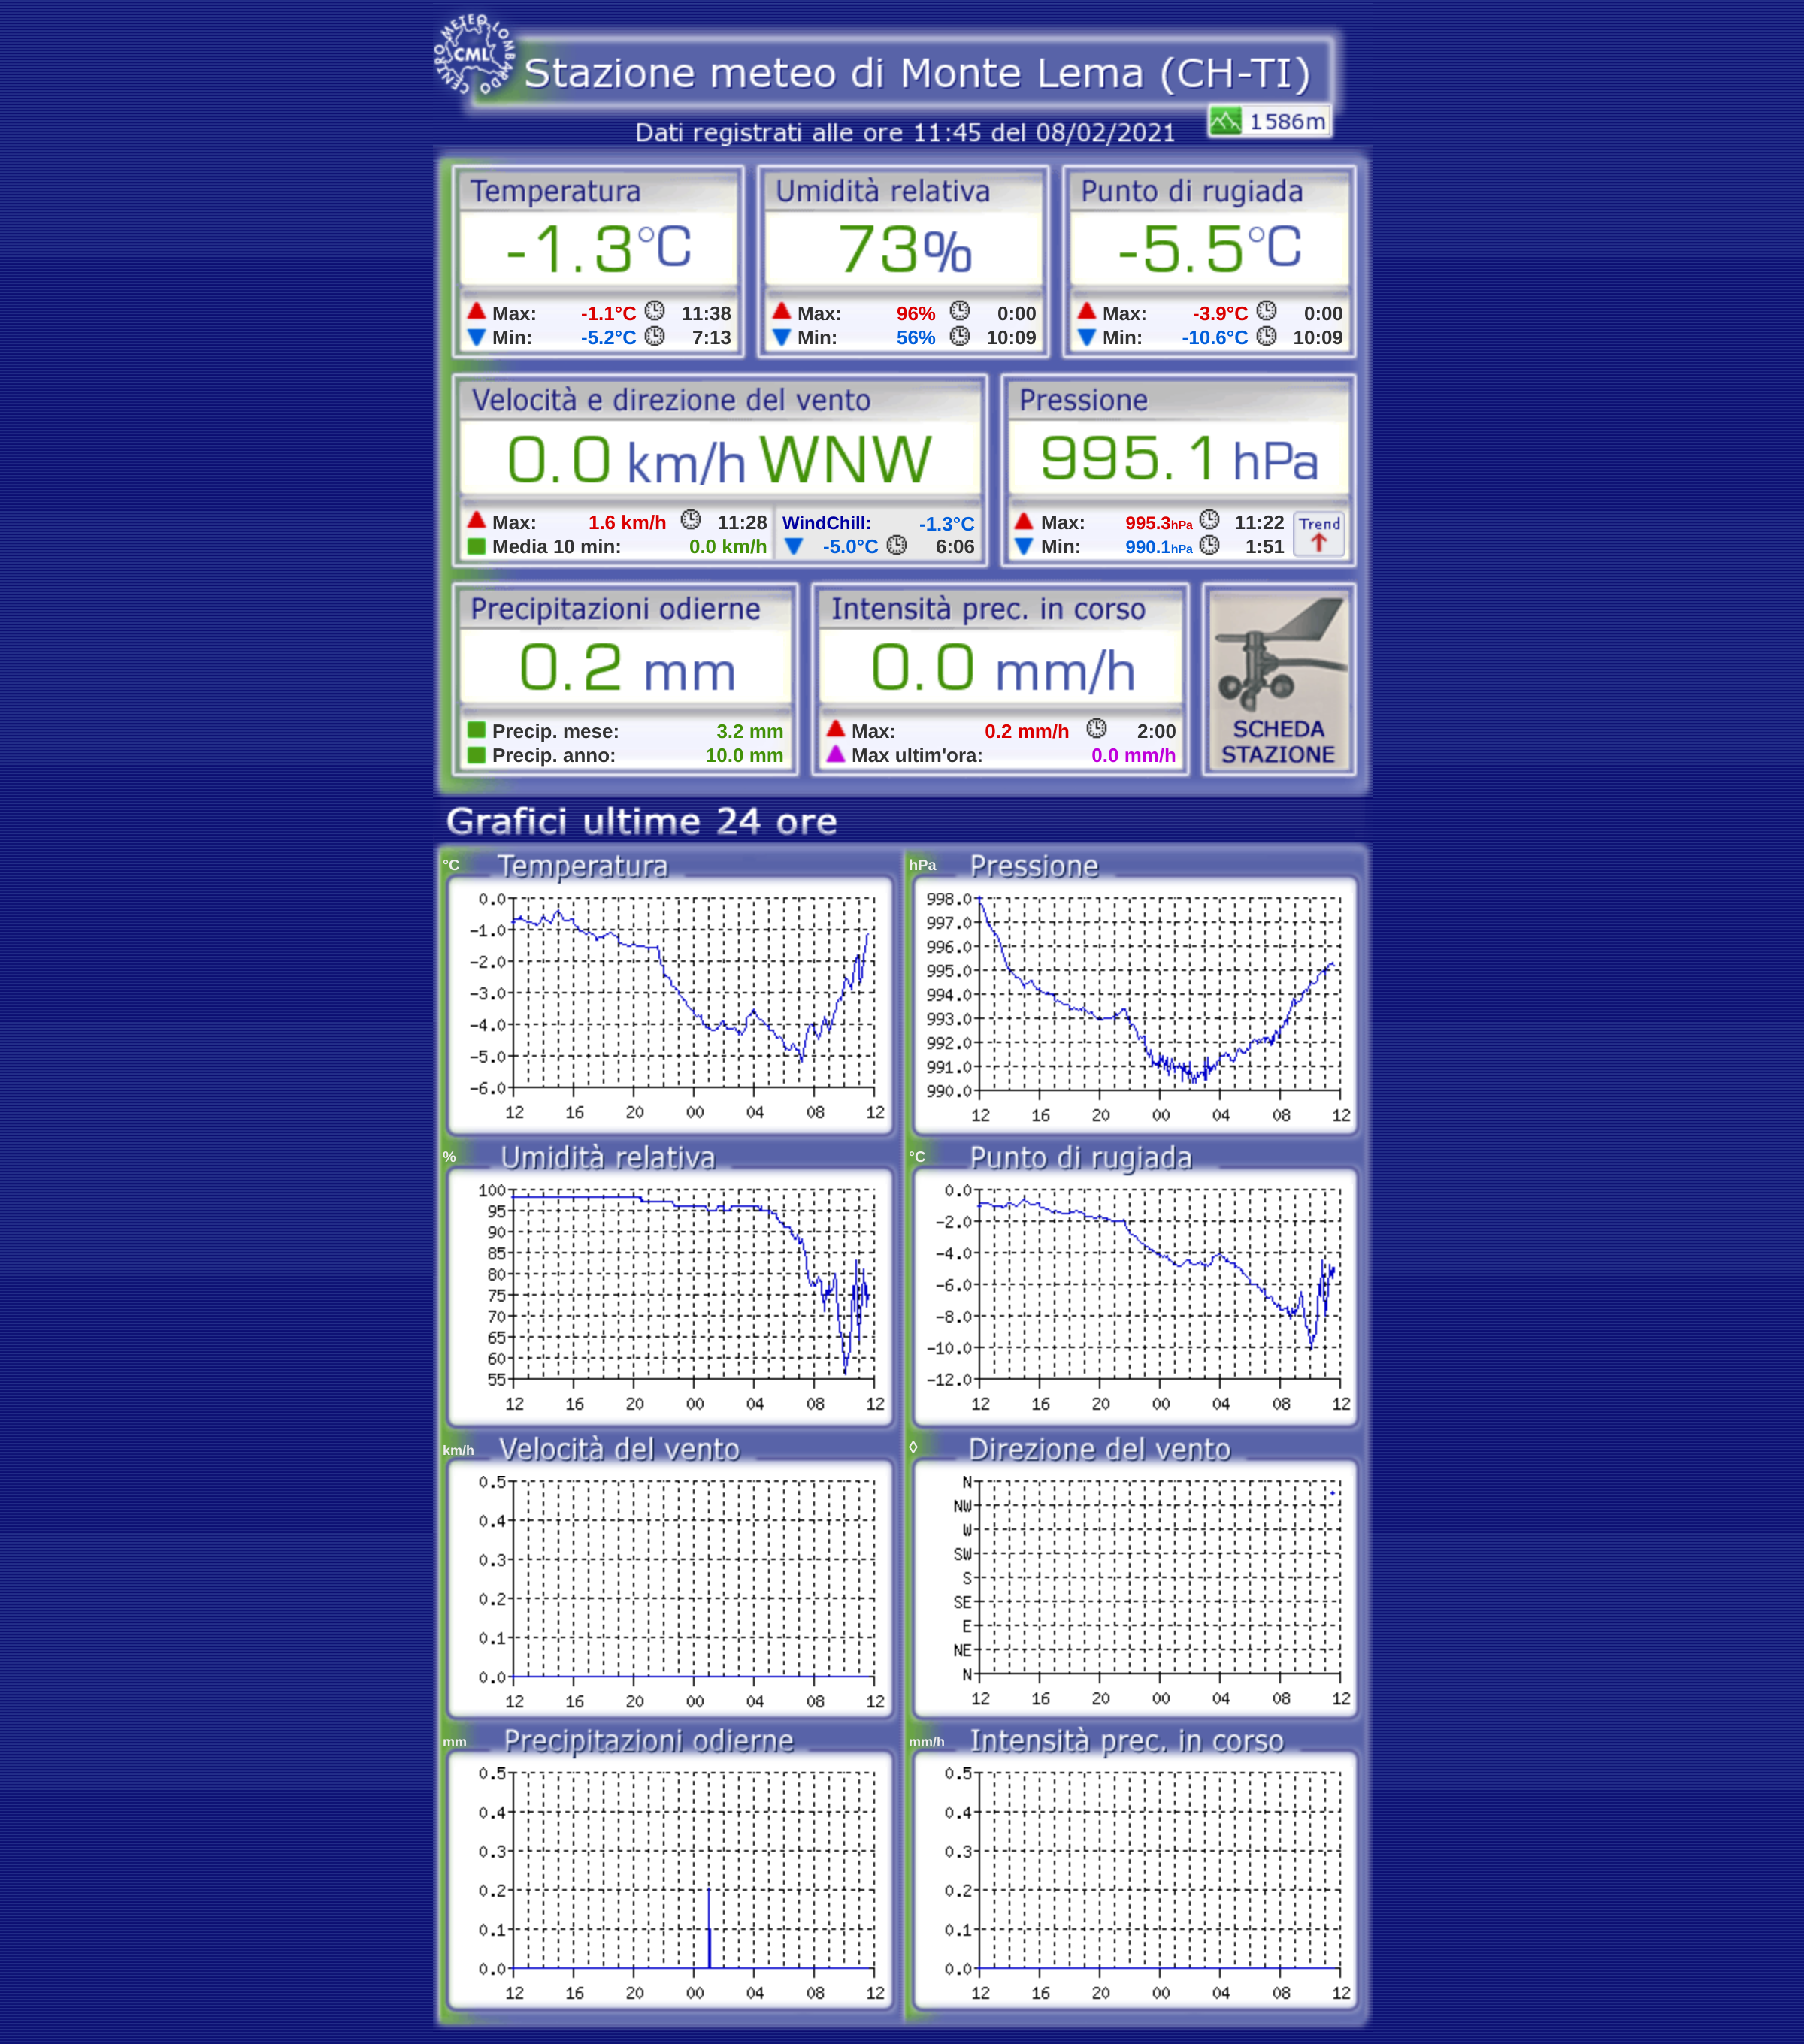 CENTRO METEO LOMBARDO
CML
Stazione meteo di Monte Lema (CH-TI)
1586m
Dati registrati alle ore 11:45 del 08/02/2021
Temperatura Umidità relativa Punto di rugiada
-1.3°C 73% -5.5°C
Max: -1.1°C 11:38 Max: 96% 0:00 Max: -3.9°C 0:00
Min: -5.2°C 7:13 Min: 56% 10:09 Min: -10.6°C 10:09
Velocità e direzione del vento Pressione
0.0 km/h WNW 995.1 hPa
Max: 1.6 km/h 11:28 WindChill: -1.3°C Max: 995.3hPa 11:22 Trend
Media 10 min: 0.0 km/h -5.0°C 6:06 Min: 990.1hPa 1:51
Precipitazioni odierne Intensità prec. in corso
0.2 mm 0.0 mm/h
Precip. mese: 3.2 mm Max: 0.2 mm/h 2:00 SCHEDA
Precip. anno: 10.0 mm Max ultim'ora: 0.0 mm/h STAZIONE
Grafici ultime 24 ore
°C Temperatura
0.0
-1.0
-2.0
-3.0
-4.0
-5.0
-6.0
12 16 20 00 04 08 12
hPa Pressione
998.0
997.0
996.0
995.0
994.0
993.0
992.0
991.0
990.0
12 16 20 00 04 08 12
% Umidità relativa
100
95
90
85
80
75
70
65
60
55
12 16 20 00 04 08 12
°C Punto di rugiada
0.0
-2.0
-4.0
-6.0
-8.0
-10.0
-12.0
12 16 20 00 04 08 12
km/h Velocità del vento
0.5
0.4
0.3
0.2
0.1
0.0
12 16 20 00 04 08 12
◊ Direzione del vento
N
NW
W
SW
S
SE
E
NE
N
12 16 20 00 04 08 12
mm Precipitazioni odierne
0.5
0.4
0.3
0.2
0.1
0.0
12 16 20 00 04 08 12
mm/h Intensità prec. in corso
0.5
0.4
0.3
0.2
0.1
0.0
12 16 20 00 04 08 12